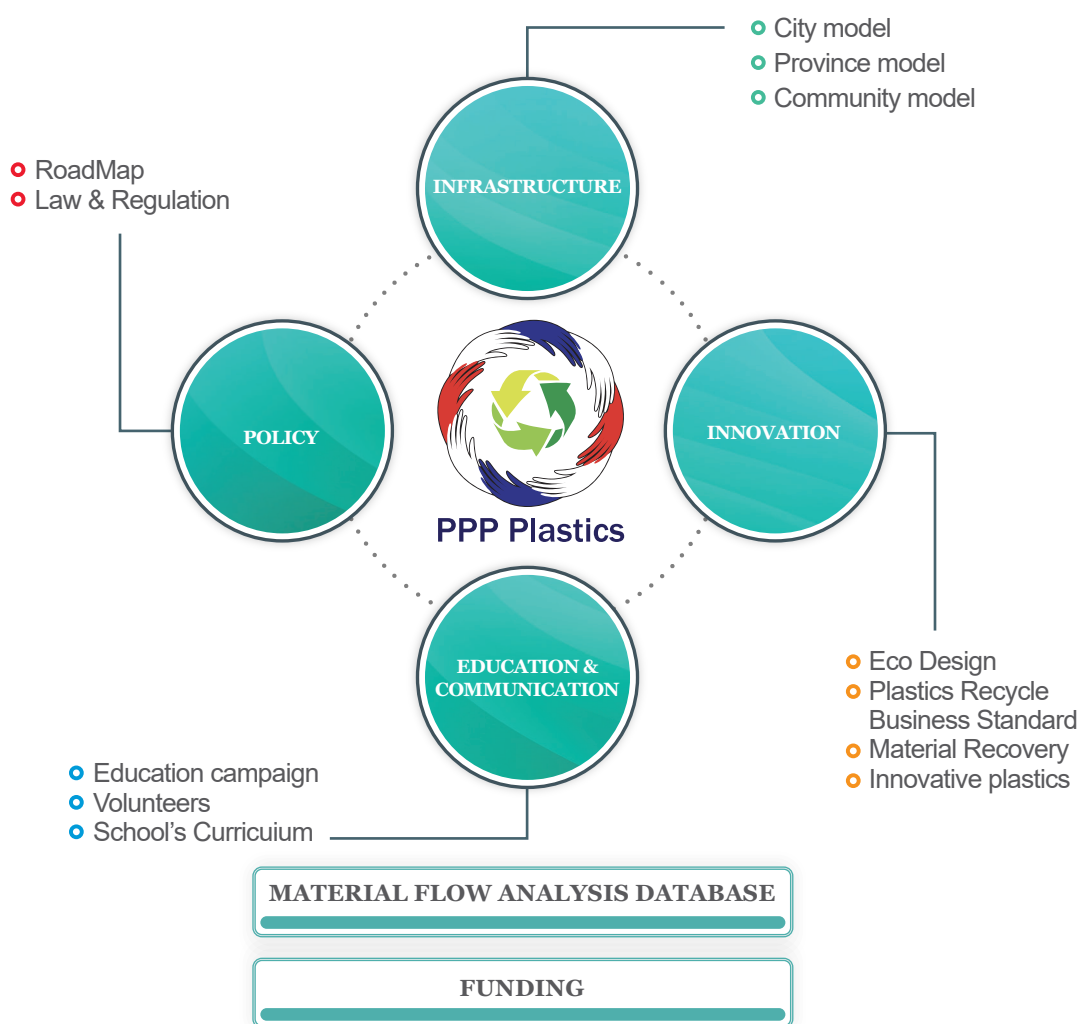 City model
Province model
Community model
RoadMap
Law & Regulation
INFRASTRUCTURE
POLICY
INNOVATION
PPP Plastics
EDUCATION &
COMMUNICATION
Eco Design
Plastics Recycle
Business Standard
Material Recovery
Innovative plastics
Education campaign
Volunteers
School’s Curricuium
MATERIAL FLOW ANALYSIS DATABASE
FUNDING